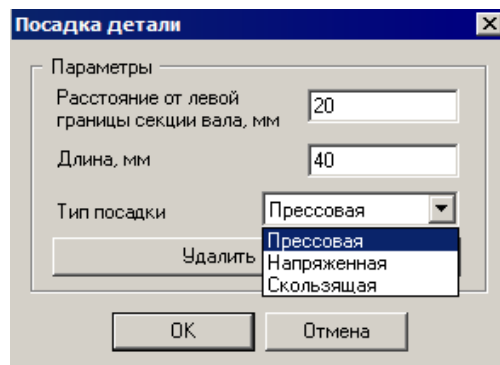 Посадка детали
Параметры
Расстояние от левой
границы секции вала, мм
20
Длина, мм
40
Тип посадки
Прессовая
Прессовая
Напряженная
Скользящая
Удалить
OK
Отмена